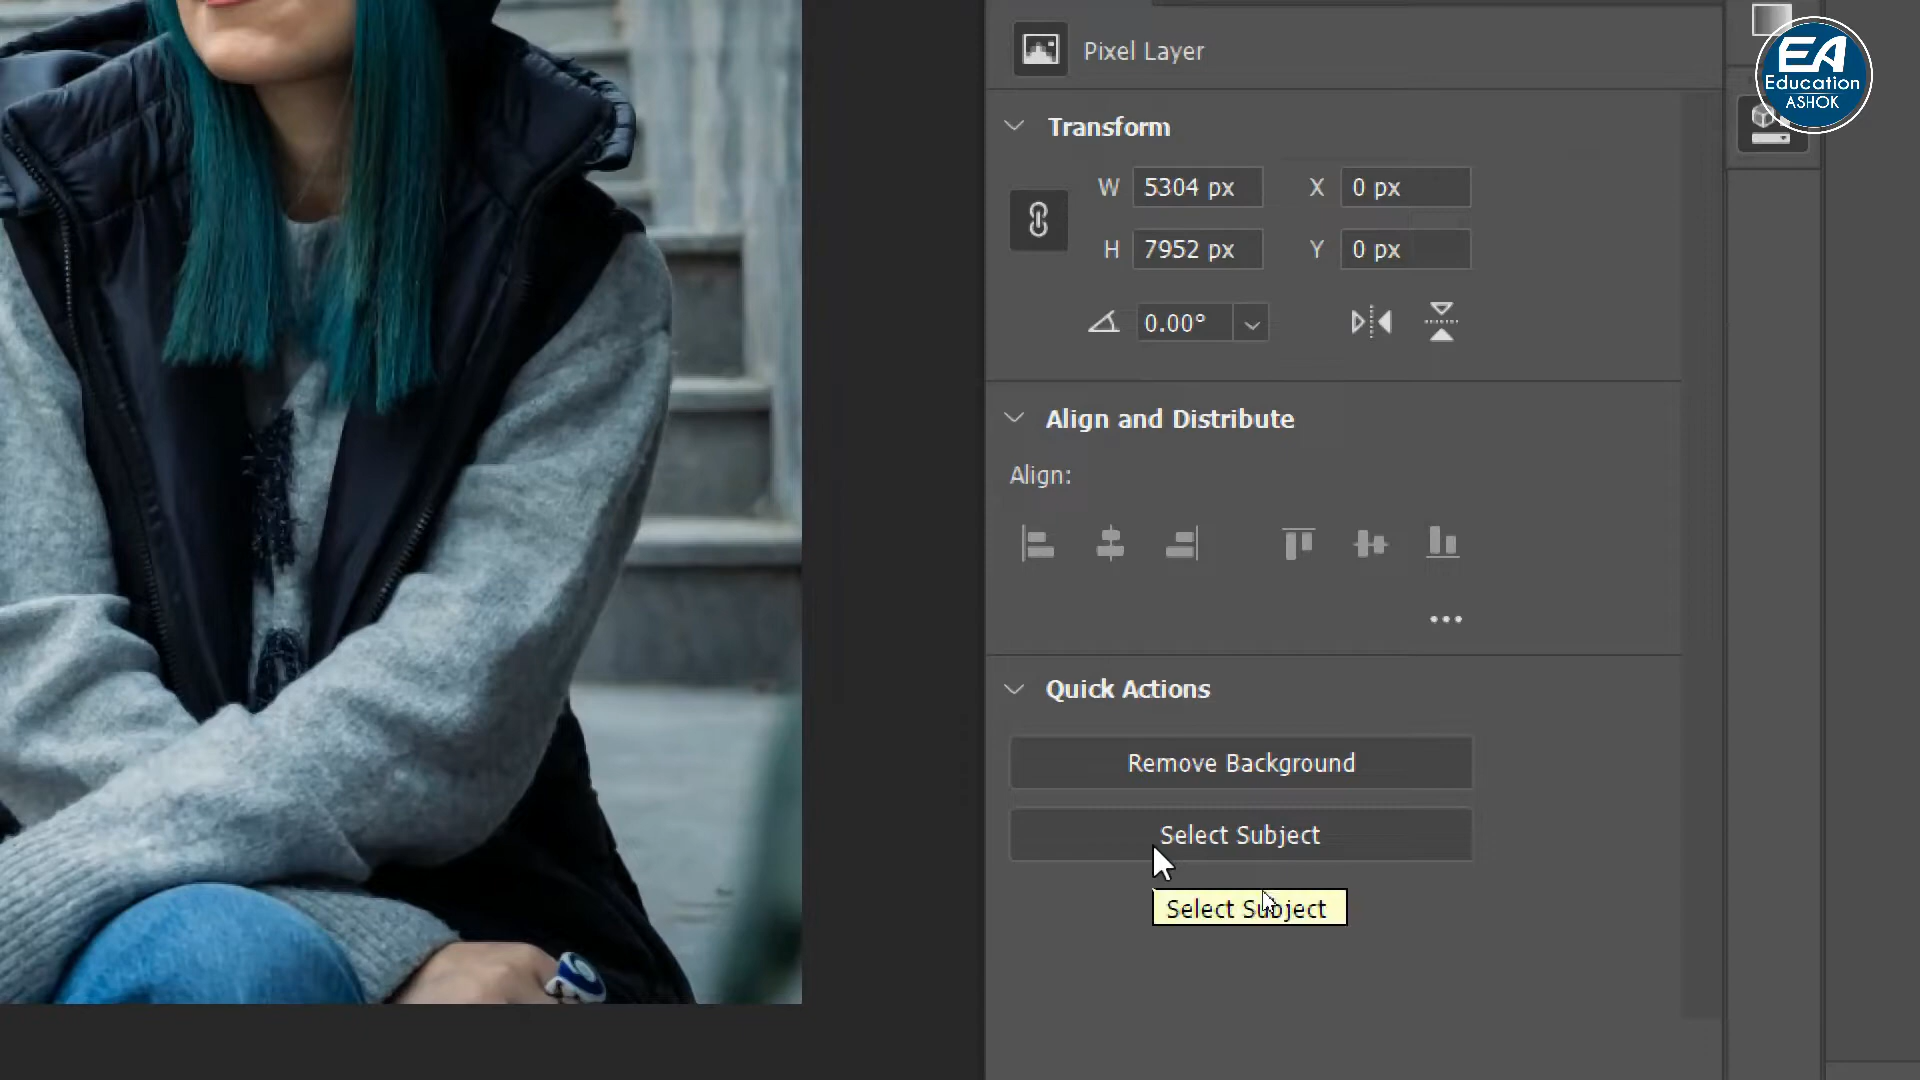 Pixel Layer
EA
Education
ASHOK
Transform
W 5304 px X 0 px
H 7952 px Y 0 px
0.00°
Align and Distribute
Align:
Quick Actions
Remove Background
Select Subject
Select Subject